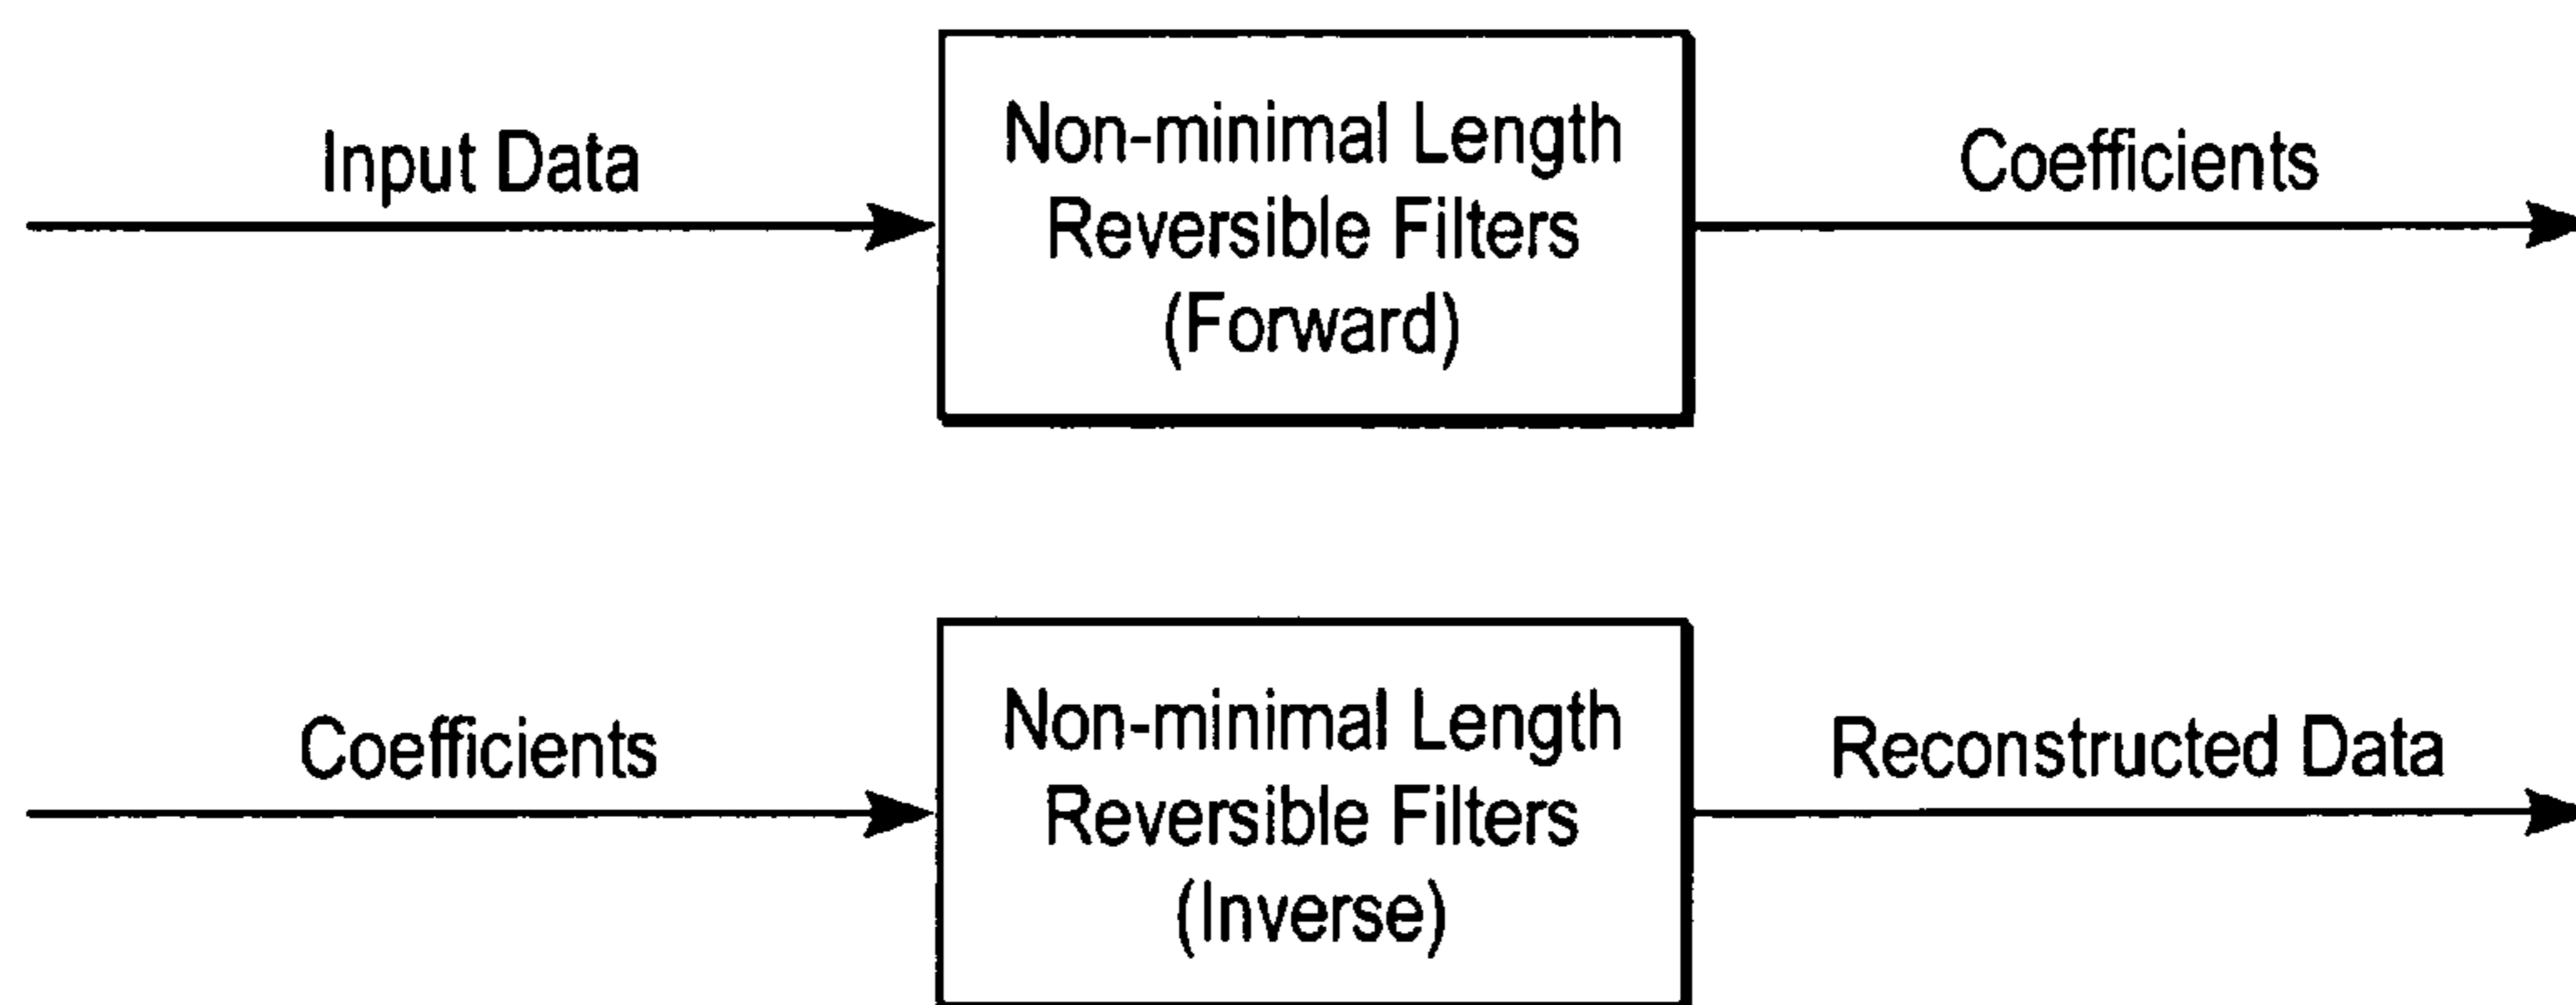 Input Data
Non-minimal Length
Reversible Filters
(Forward)
Coefficients
Coefficients
Non-minimal Length
Reversible Filters
(Inverse)
Reconstructed Data